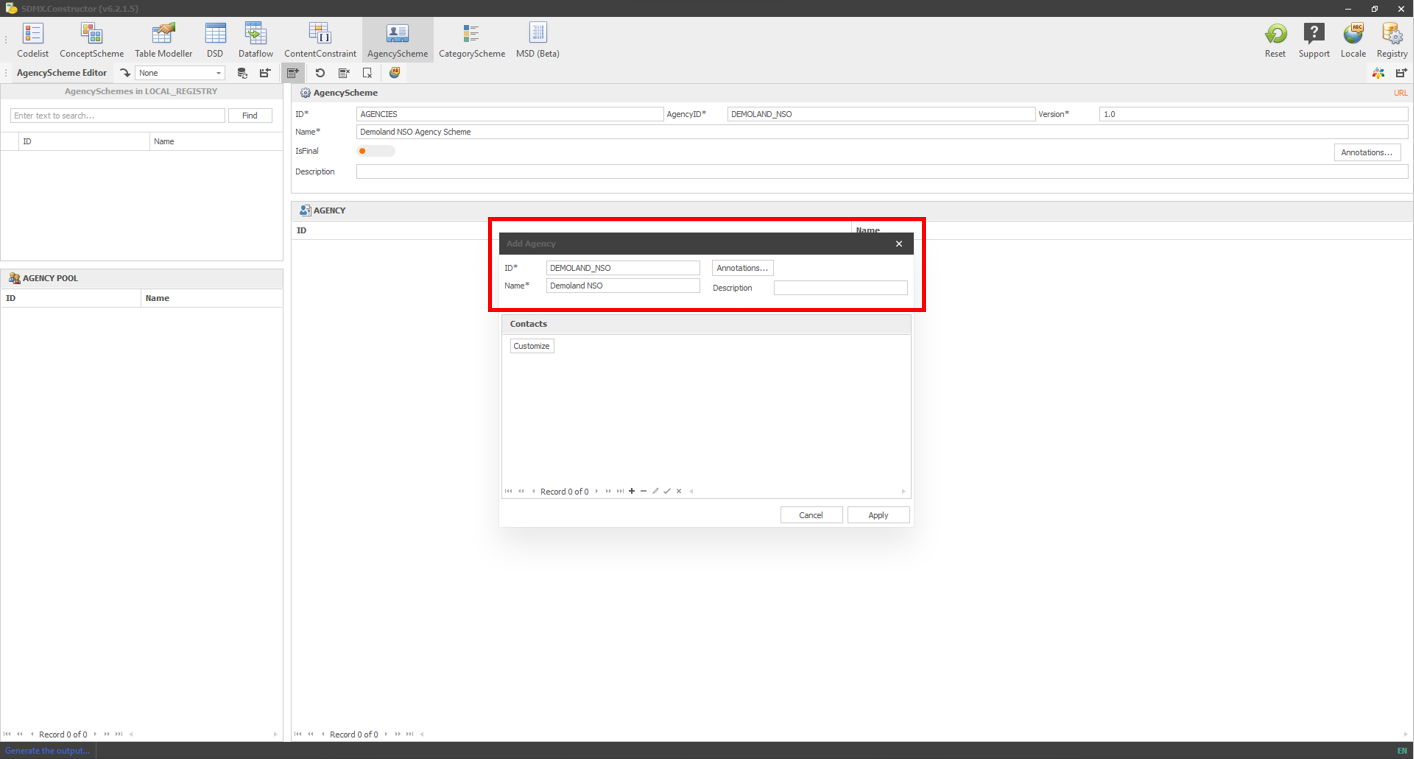 SDMX.Constructor (v6.2.1.5)
Codelist ConceptScheme Table Modeller DSD Dataflow ContentConstraint AgencyScheme CategoryScheme MSD (Beta) Reset Support Locale Registry
AgencyScheme Editor None
AgencySchemes in LOCAL_REGISTRY
Enter text to search... Find
ID Name
AGENCY POOL
ID Name
Record 0 of 0
AgencyScheme URL
ID* AGENCIES AgencyID* DEMOLAND_NSO Version* 1.0
Name* Demoland NSO Agency Scheme
IsFinal Annotations...
Description
AGENCY
ID Name
Add Agency
ID* DEMOLAND_NSO Annotations...
Name* Demoland NSO Description
Contacts
Customize
Record 0 of 0
Cancel Apply
Record 0 of 0
Generate the output... EN